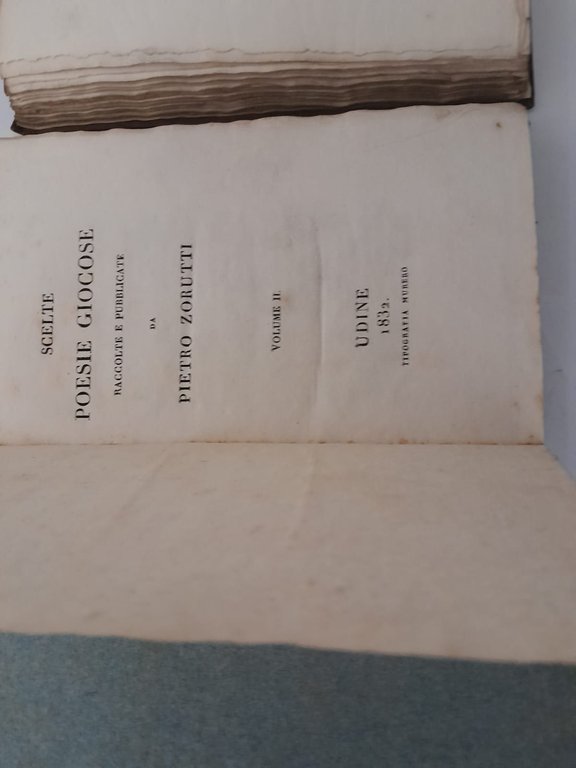 SCELTE
POESIE GIOCOSE
RACCOLTE E PUBBLICATE
DA
PIETRO ZORUTTI
VOLUME II.
UDINE
1832.
TIPOGRAFIA MURERO